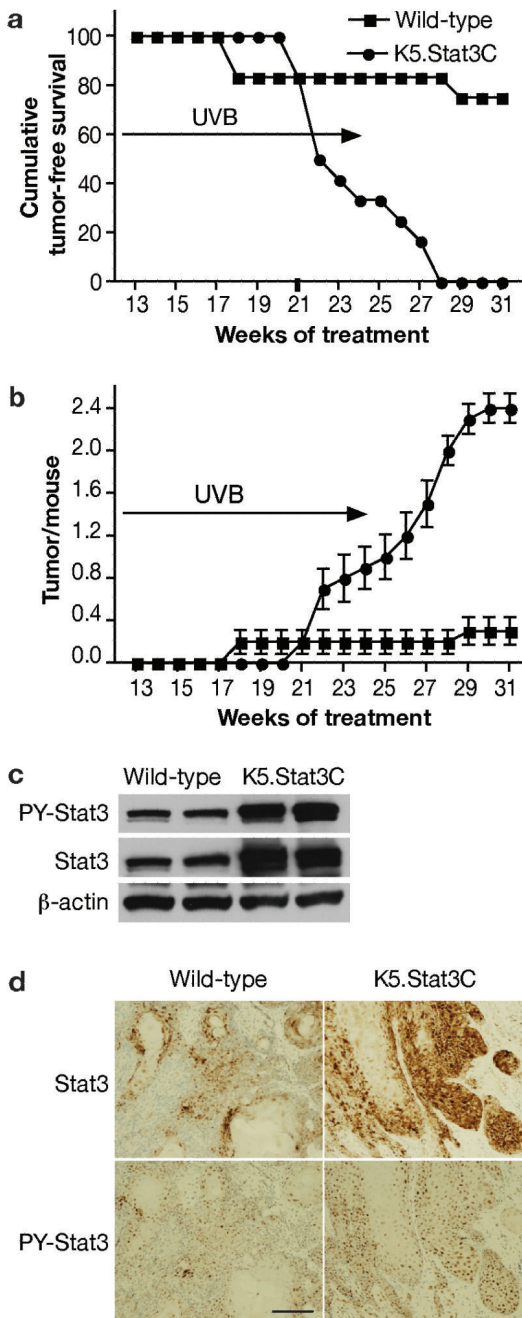 a
Wild-type
K5.Stat3C
Cumulative
tumor-free survival
100
80
60
40
20
0
UVB
13 15 17 19 21 23 25 27 29 31
Weeks of treatment
b
Tumor/mouse
2.4
2.0
1.6
1.2
0.8
0.4
0.0
UVB
13 15 17 19 21 23 25 27 29 31
Weeks of treatment
c
Wild-type K5.Stat3C
PY-Stat3
Stat3
β-actin
d
Wild-type K5.Stat3C
Stat3
PY-Stat3